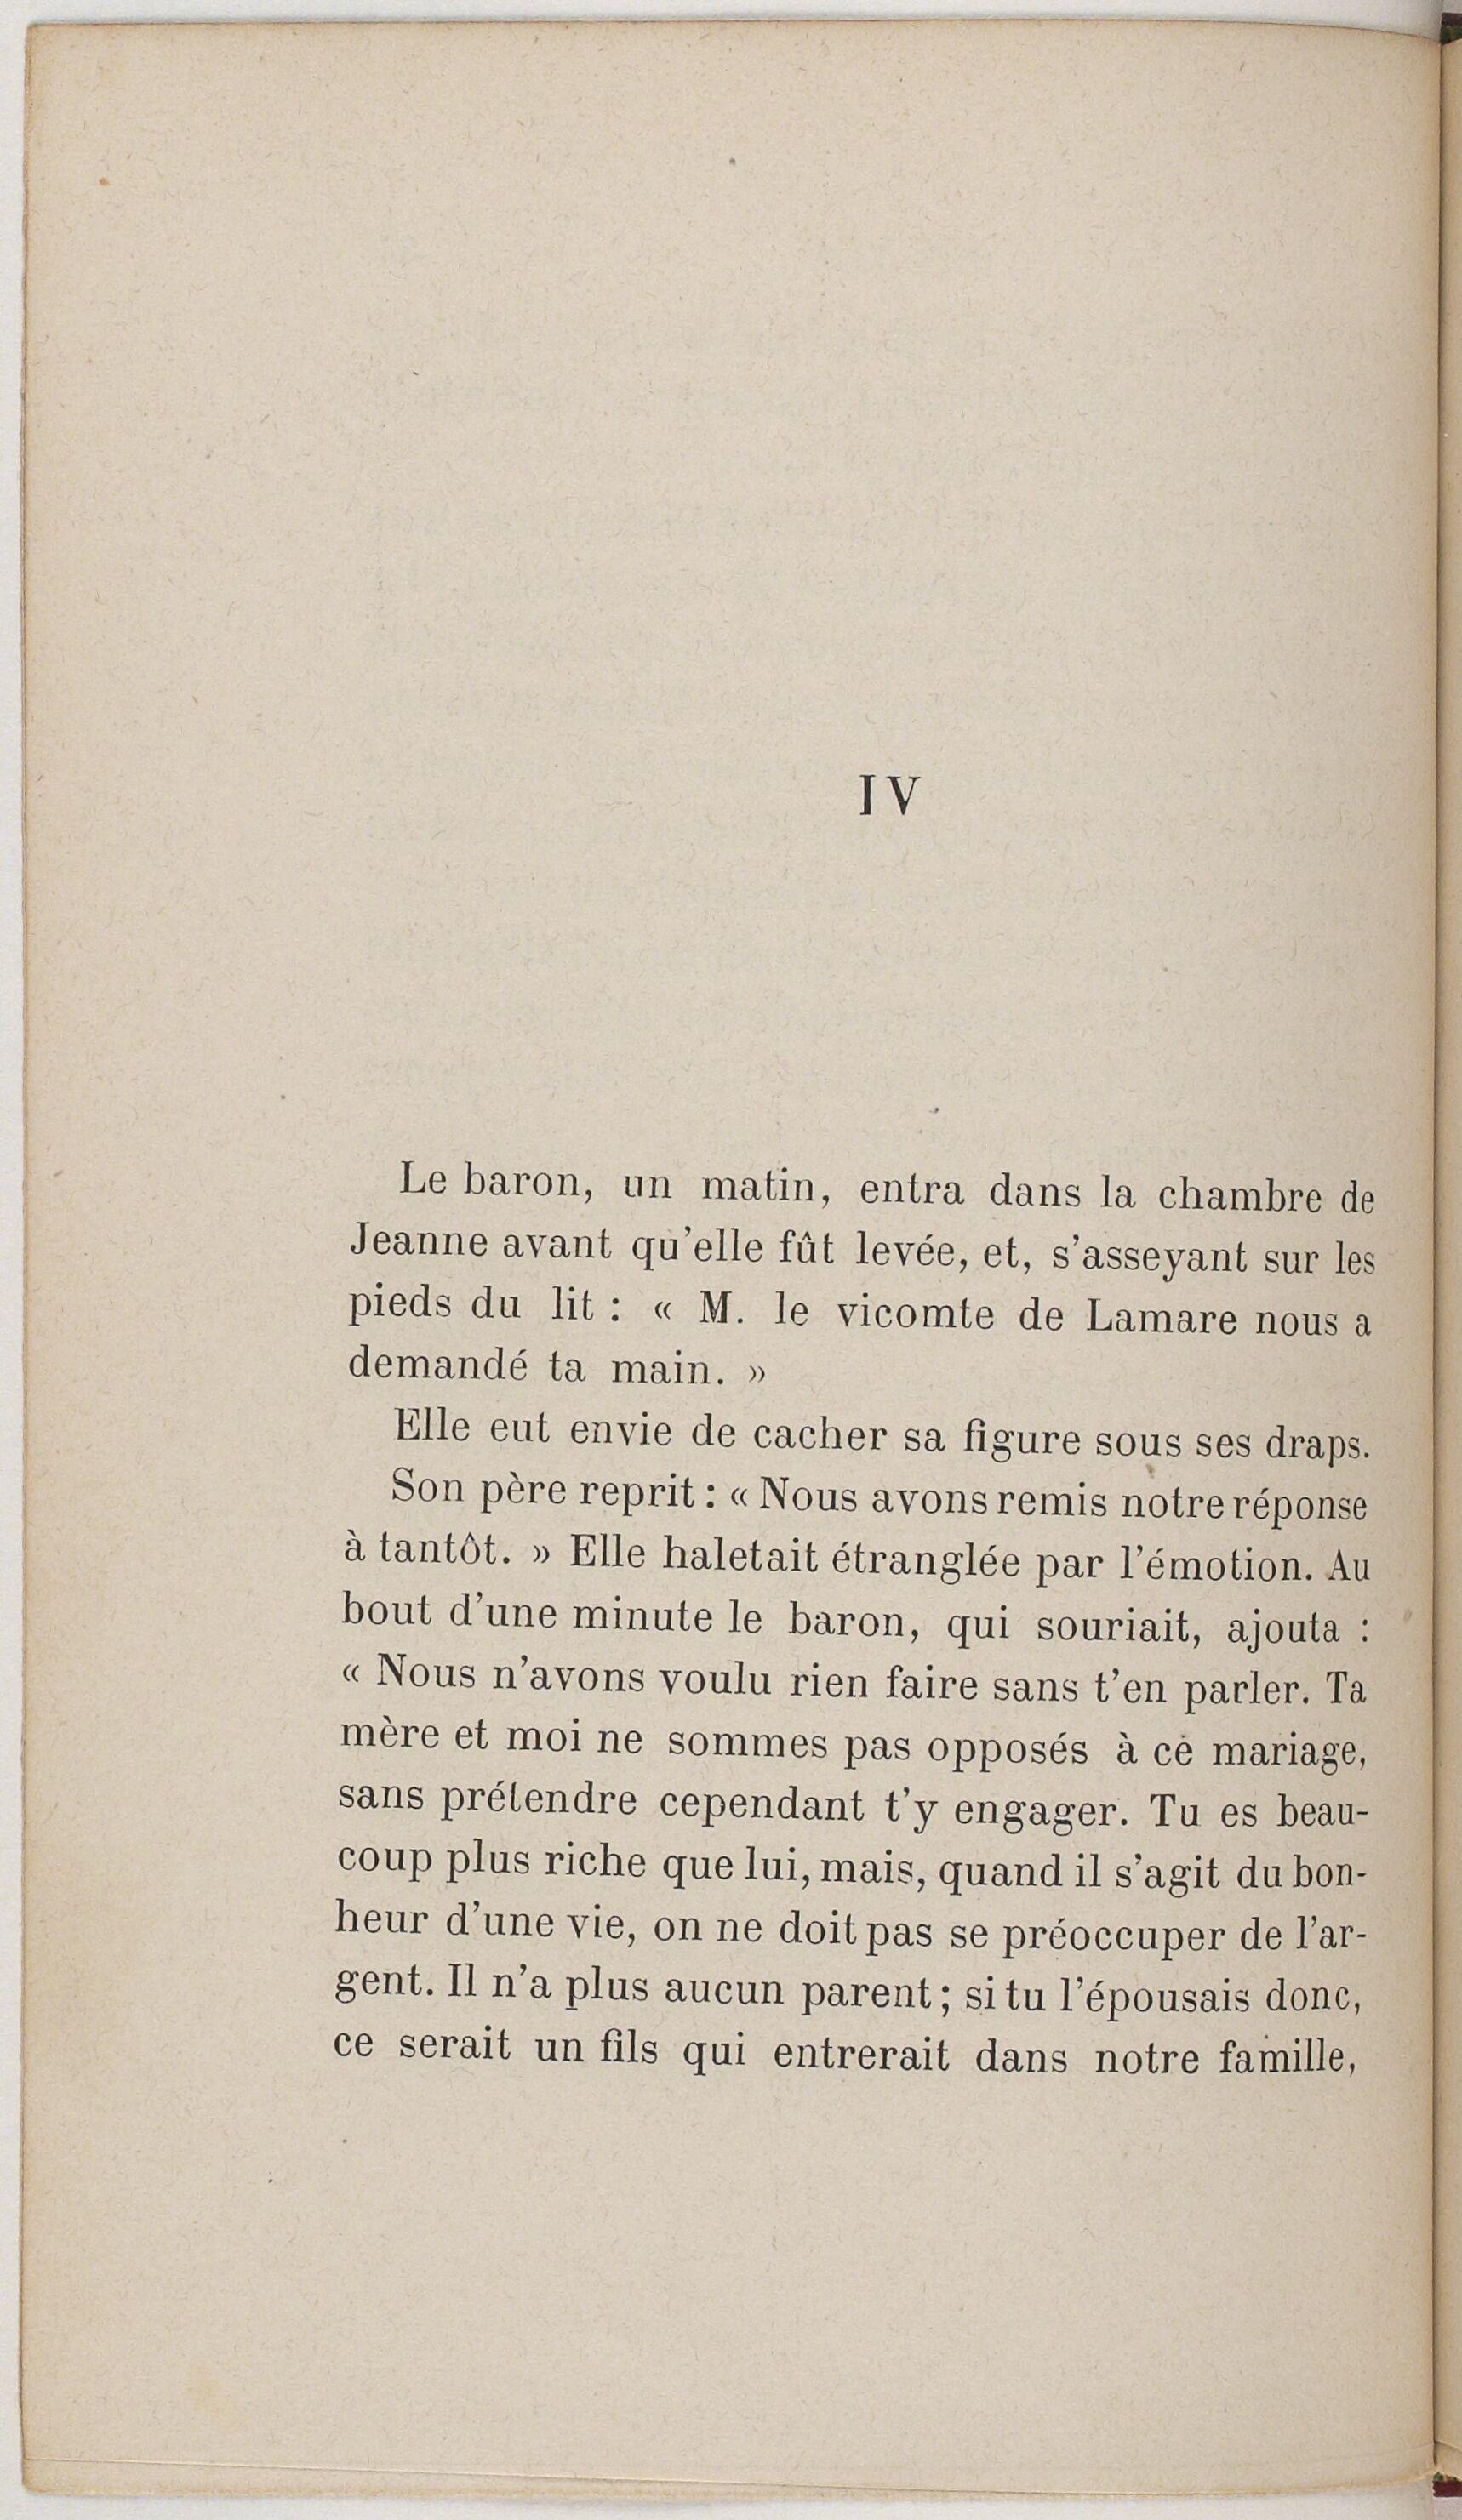 IV
Le baron, un matin, entra dans la chambre de
Jeanne avant qu'elle fût levée, et, s'asseyant sur les
pieds du lit : « M. le vicomte de Lamare nous a
demandé ta main. »
Elle eut envie de cacher sa figure sous ses draps.
Son père reprit : « Nous avons remis notre réponse
à tantôt. » Elle haletait étranglée par l'émotion. Au
bout d'une minute le baron, qui souriait, ajouta :
« Nous n'avons voulu rien faire sans t'en parler. Ta
mère et moi ne sommes pas opposés à ce mariage,
sans prétendre cependant t'y engager. Tu es beau-
coup plus riche que lui, mais, quand il s'agit du bon-
heur d'une vie, on ne doit pas se préoccuper de l'ar-
gent. Il n'a plus aucun parent ; si tu l'épousais donc,
ce serait un fils qui entrerait dans notre famille,